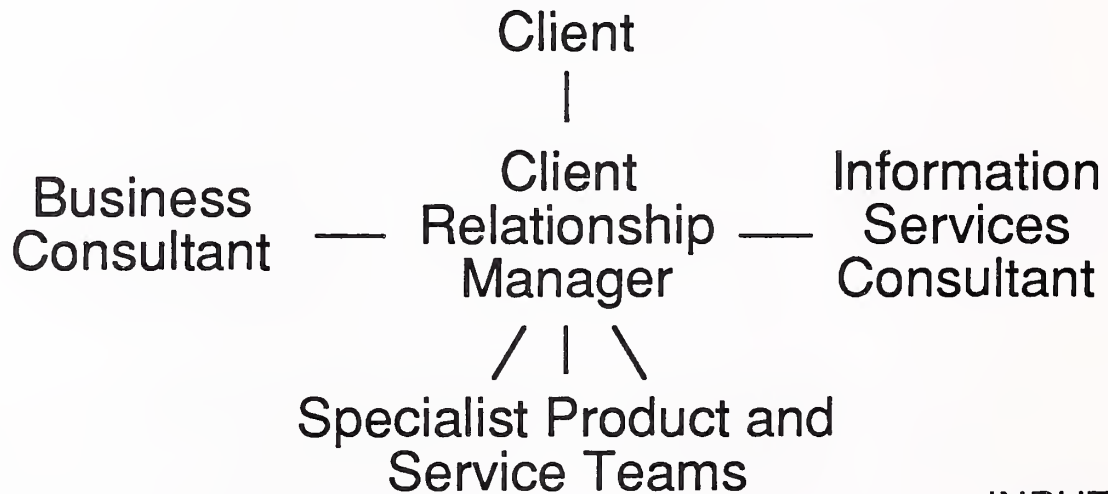 Client
Client
Relationship
Manager
Business
Consultant
Information
Services
Consultant
Specialist Product and
Service Teams